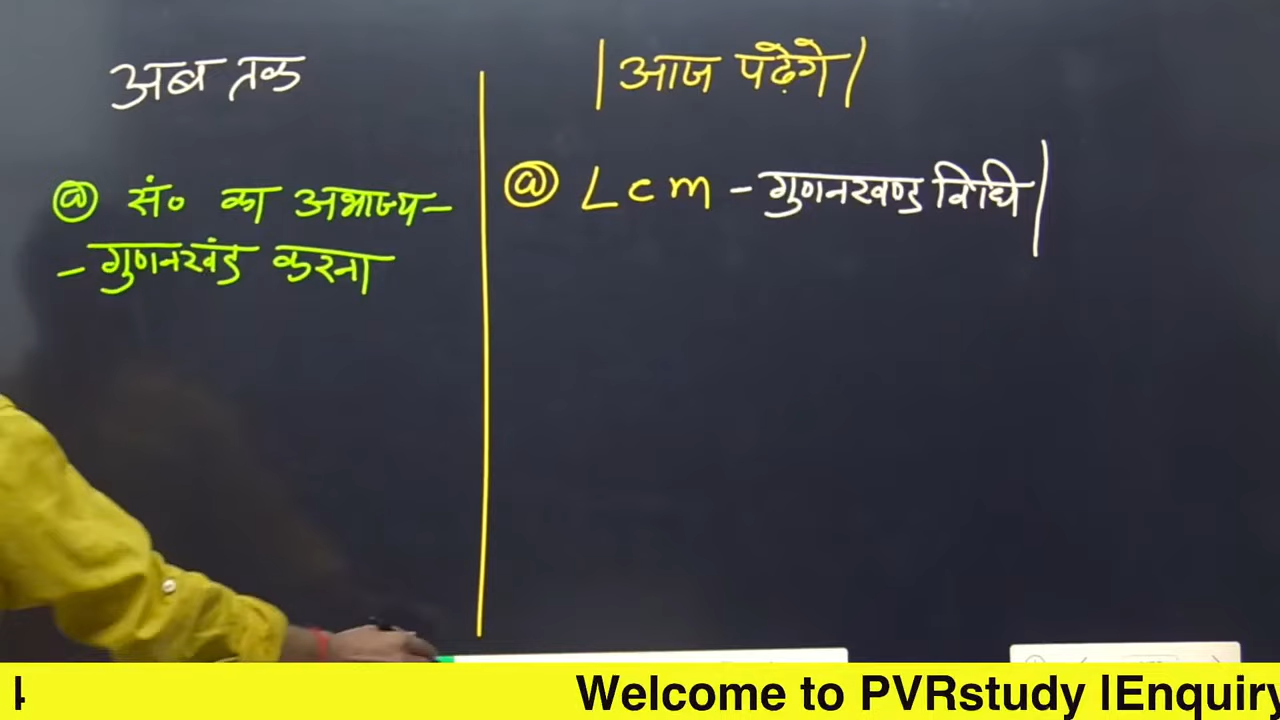 अब तक
@ सं० का अभाज्य-
- गुणनखंड करना
|आज पढ़ेगे|
@ Lcm - गुणनखण्ड विधि|
Welcome to PVRstudy |Enquiry